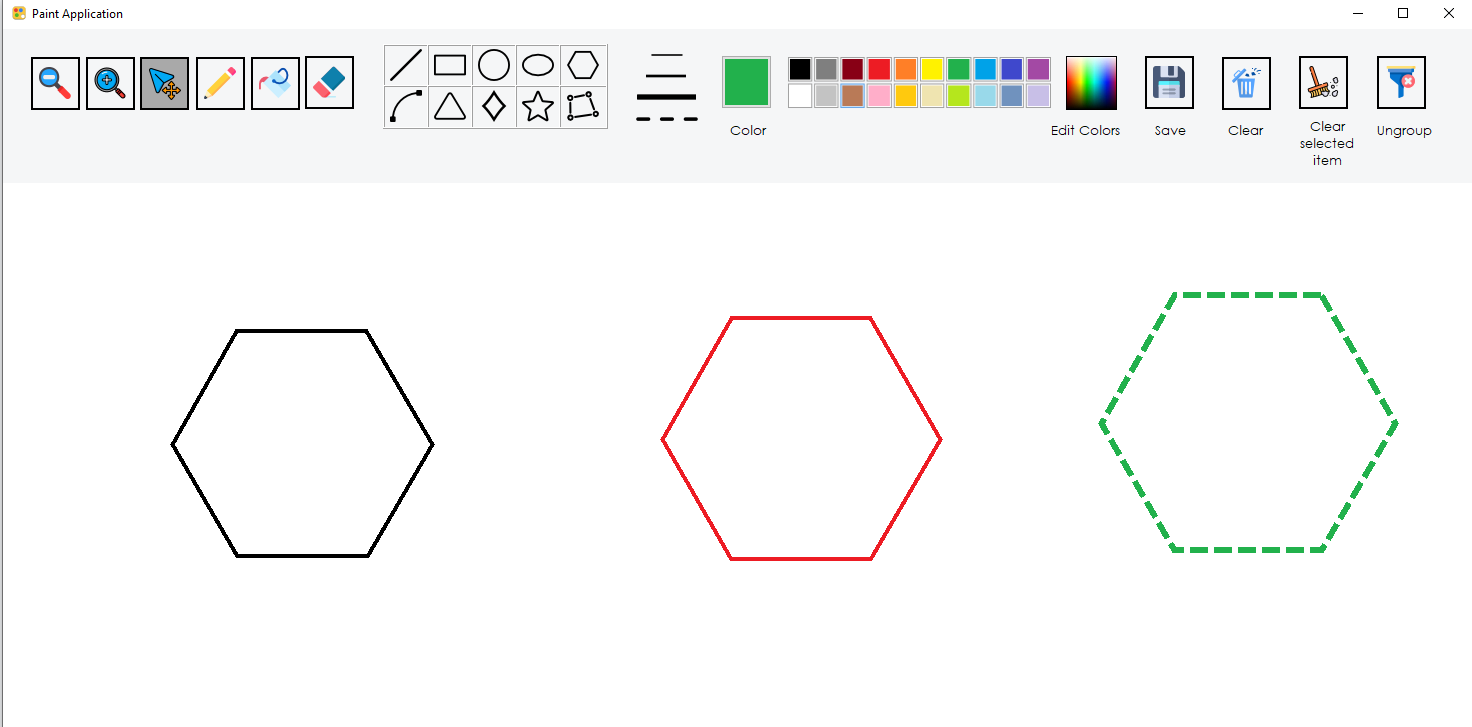 Paint Application
Color
Edit Colors
Save
Clear
Clear
selected
item
Ungroup